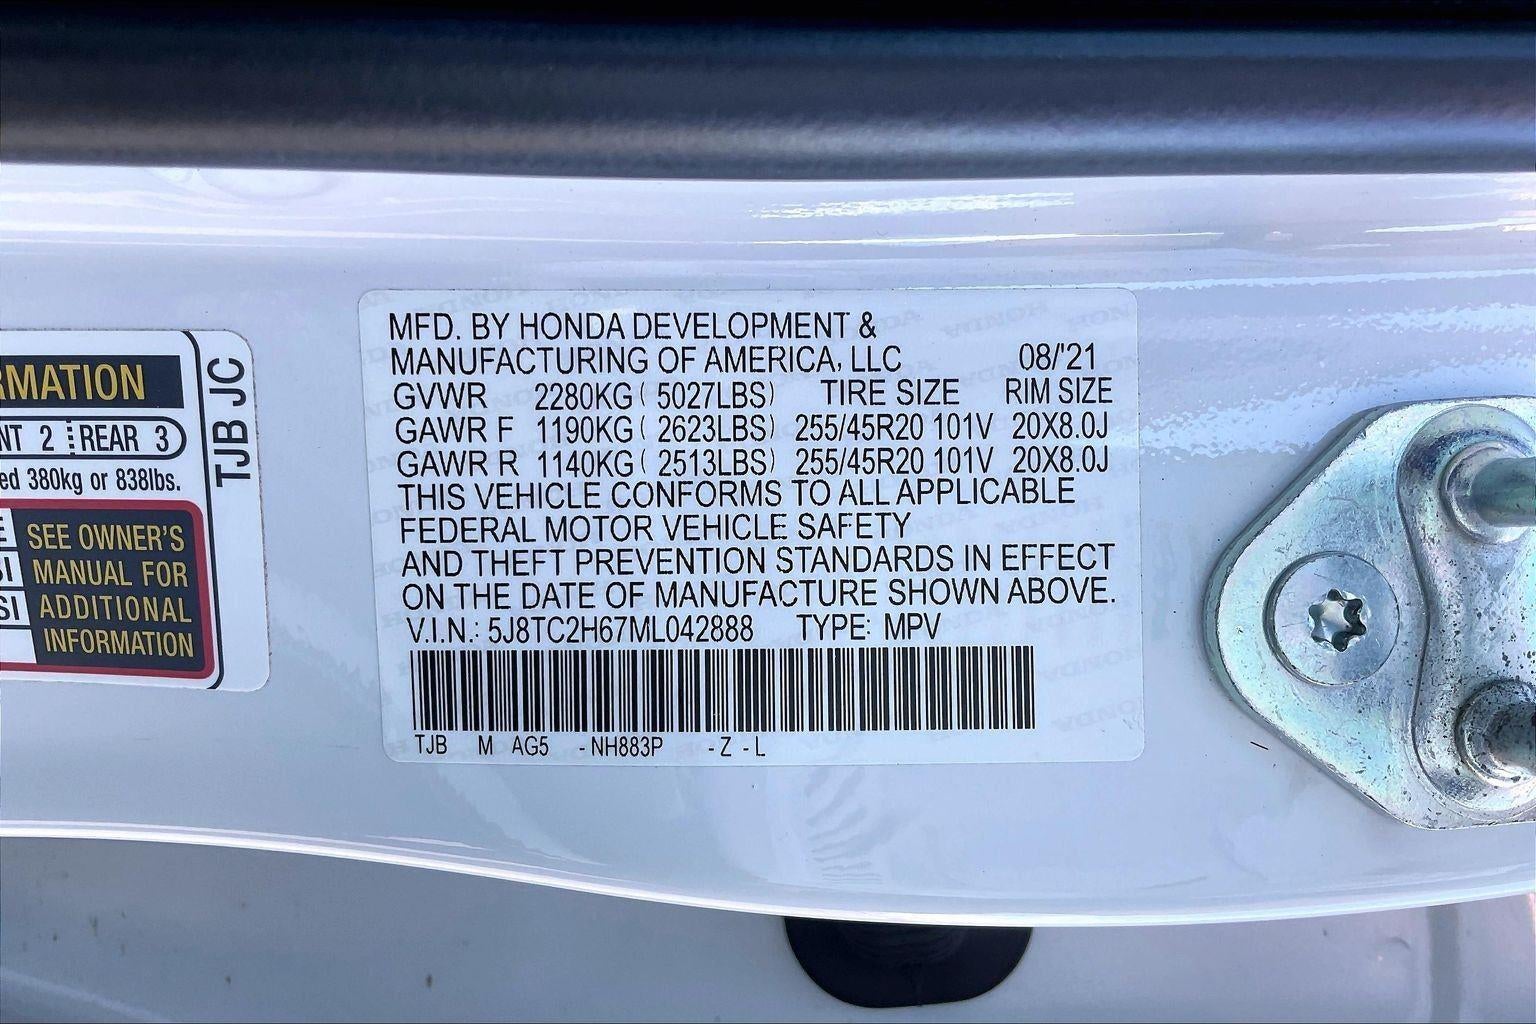 RMATION
NT 2 REAR 3
ed 380kg or 838lbs.
SEE OWNER'S
MANUAL FOR
ADDITIONAL
INFORMATION
TJB JC
MFD. BY HONDA DEVELOPMENT &
MANUFACTURING OF AMERICA, LLC 08/'21
GVWR 2280KG ( 5027LBS) TIRE SIZE RIM SIZE
GAWR F 1190KG ( 2623LBS) 255/45R20 101V 20X8.0J
GAWR R 1140KG ( 2513LBS) 255/45R20 101V 20X8.0J
THIS VEHICLE CONFORMS TO ALL APPLICABLE
FEDERAL MOTOR VEHICLE SAFETY
AND THEFT PREVENTION STANDARDS IN EFFECT
ON THE DATE OF MANUFACTURE SHOWN ABOVE.
V.I.N.: 5J8TC2H67ML042888 TYPE: MPV
TJB M AG5 -NH883P -Z -L